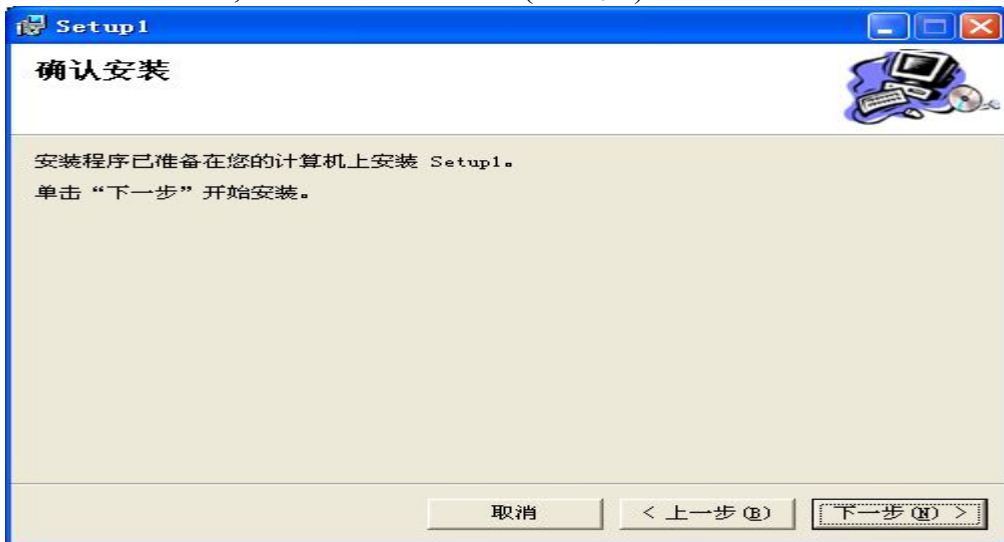 Setup1
确认安装
安装程序已准备在您的计算机上安装 Setup1。
单击“下一步”开始安装。
取消
< 上一步(B)
下一步(N) >